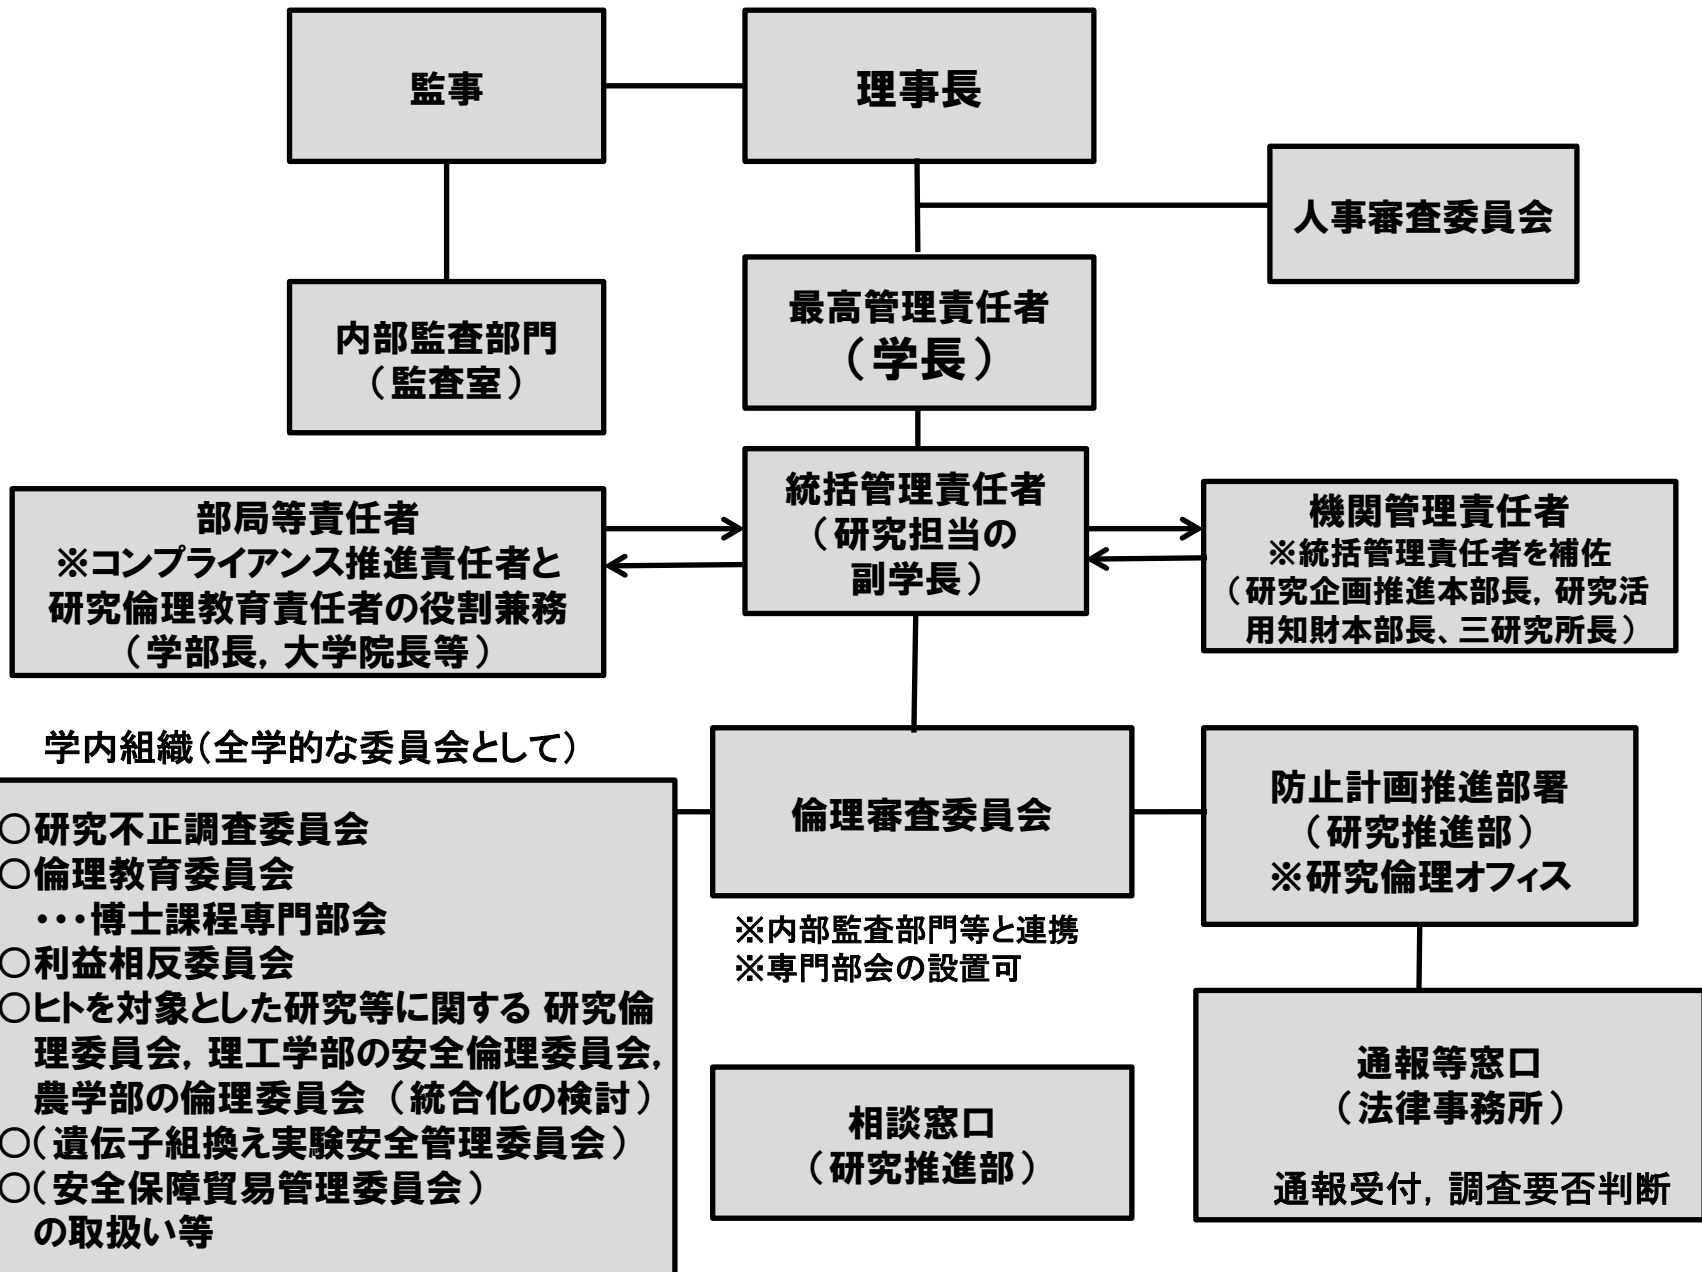 監事
理事長
人事審査委員会
内部監査部門
（監査室）
最高管理責任者
（学長）
部局等責任者
※コンプライアンス推進責任者と
研究倫理教育責任者の役割兼務
（学部長，大学院長等）
統括管理責任者
（研究担当の
副学長）
機関管理責任者
※統括管理責任者を補佐
（研究企画推進本部長，研究活
用知財本部長、三研究所長）
学内組織（全学的な委員会として）
○研究不正調査委員会
○倫理教育委員会
・・・博士課程専門部会
○利益相反委員会
○ヒトを対象とした研究等に関する 研究倫
理委員会，理工学部の安全倫理委員会，
農学部の倫理委員会 （統合化の検討）
○（遺伝子組換え実験安全管理委員会）
○（安全保障貿易管理委員会）
の取扱い等
倫理審査委員会
※内部監査部門等と連携
※専門部会の設置可
防止計画推進部署
（研究推進部）
※研究倫理オフィス
相談窓口
（研究推進部）
通報等窓口
（法律事務所）
通報受付，調査要否判断